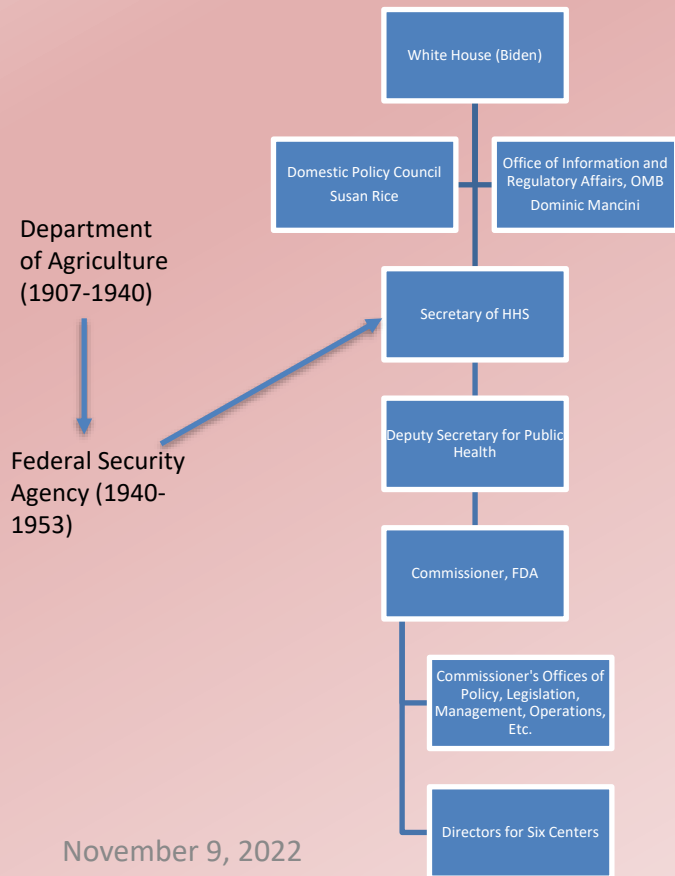 White House (Biden)
Domestic Policy Council
Susan Rice
Office of Information and
Regulatory Affairs, OMB
Dominic Mancini
Department
of Agriculture
(1907-1940)
Secretary of HHS
Deputy Secretary for Public
Health
Federal Security
Agency (1940-
1953)
Commissioner, FDA
Commissioner's Offices of
Policy, Legislation,
Management, Operations,
Etc.
Directors for Six Centers
November 9, 2022